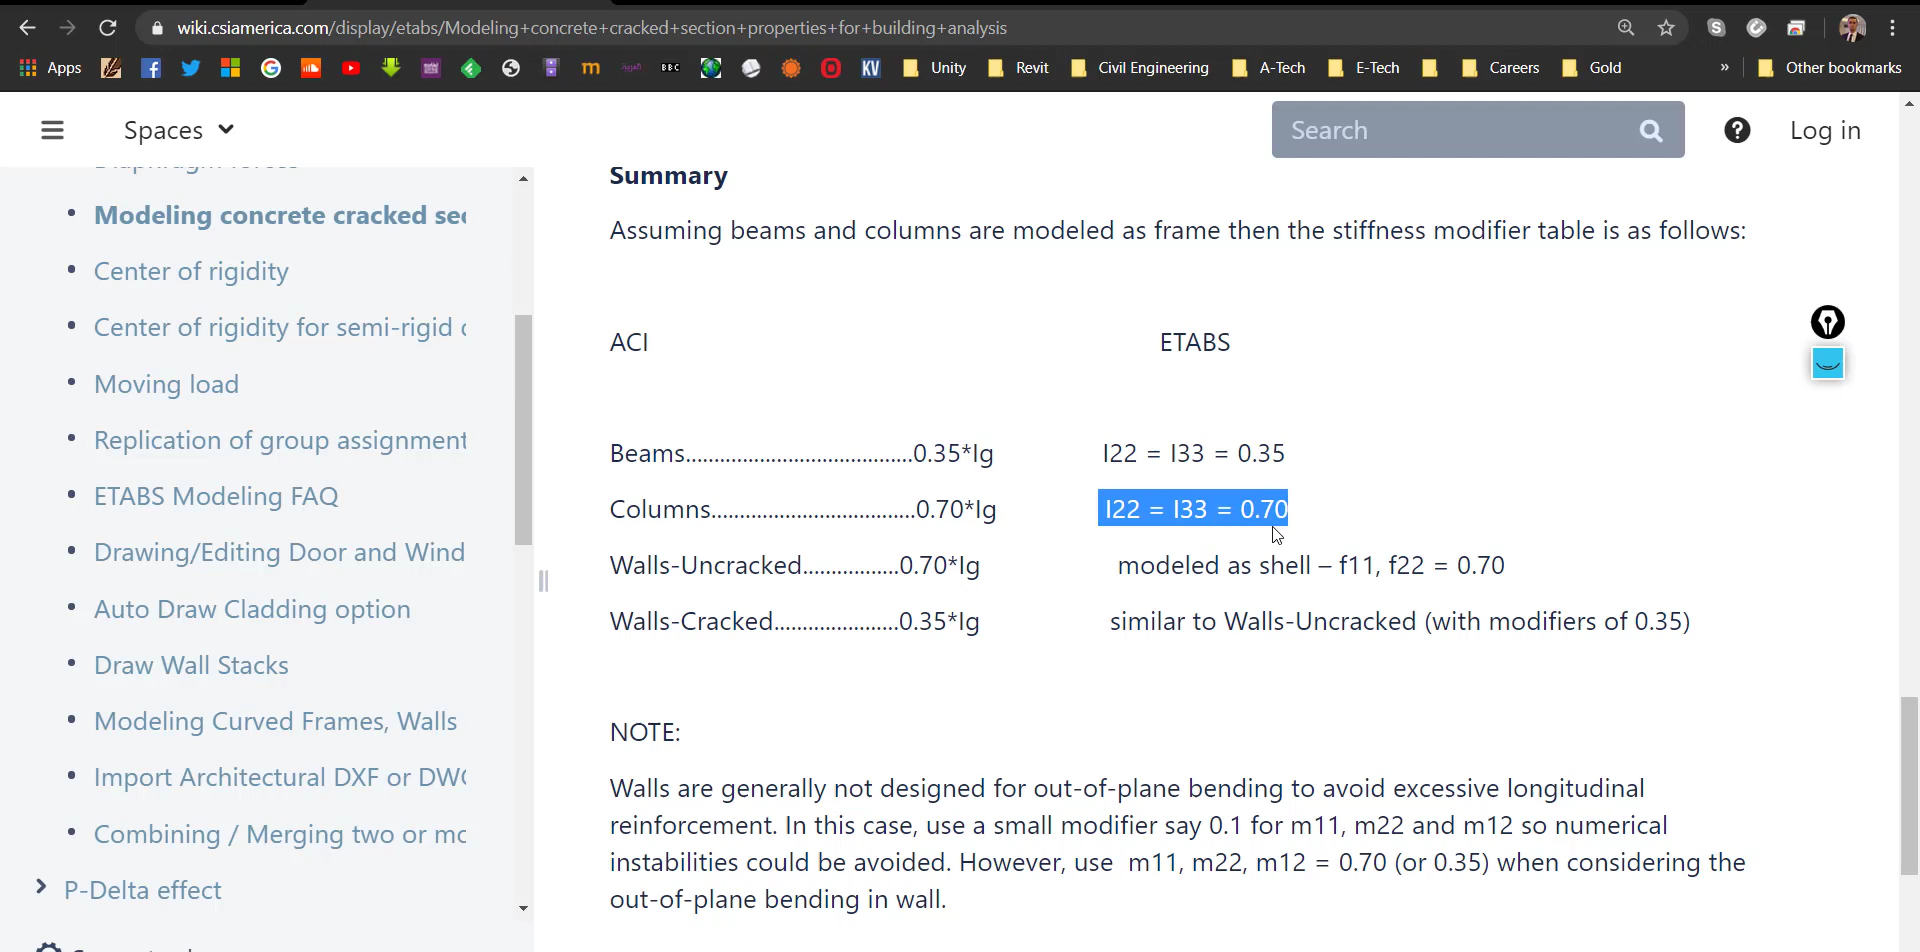 wiki.csiamerica.com/display/etabs/Modeling+concrete+cracked+section+properties+for+building+analysis
Apps
m
BBC
KV
Unity
Revit
Civil Engineering
A-Tech
E-Tech
Careers
Gold
»
Other bookmarks
Spaces
Search
Log in
Diaphragm forces
• Modeling concrete cracked sec
• Center of rigidity
• Center of rigidity for semi-rigid
• Moving load
• Replication of group assignment
• ETABS Modeling FAQ
• Drawing/Editing Door and Wind
• Auto Draw Cladding option
• Draw Wall Stacks
• Modeling Curved Frames, Walls
• Import Architectural DXF or DWG
• Combining / Merging two or mo
P-Delta effect
Summary
Assuming beams and columns are modeled as frame then the stiffness modifier table is as follows:
ACI ETABS
Beams.....................................0.35*Ig I22 = I33 = 0.35
Columns.................................0.70*Ig I22 = I33 = 0.70
Walls-Uncracked................0.70*Ig modeled as shell – f11, f22 = 0.70
Walls-Cracked.....................0.35*Ig similar to Walls-Uncracked (with modifiers of 0.35)
NOTE:
Walls are generally not designed for out-of-plane bending to avoid excessive longitudinal
reinforcement. In this case, use a small modifier say 0.1 for m11, m22 and m12 so numerical
instabilities could be avoided. However, use m11, m22, m12 = 0.70 (or 0.35) when considering the
out-of-plane bending in wall.